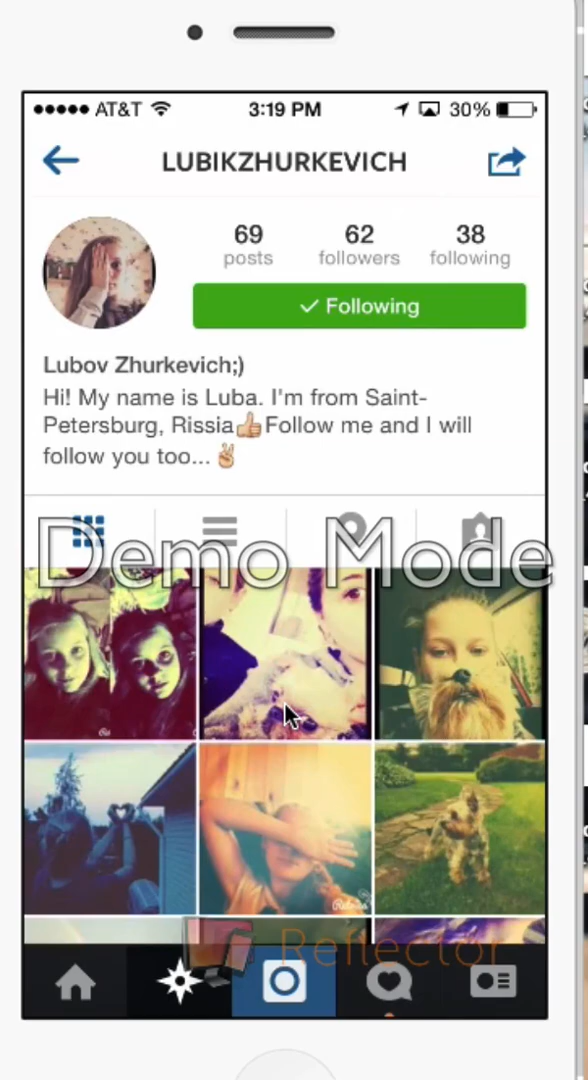 AT&T 3:19 PM 30%
LUBIKZHURKEVICH
69 62 38
posts followers following
✓ Following
Lubov Zhurkevich;)
Hi! My name is Luba. I'm from Saint-
Petersburg, Rissia👍Follow me and I will
follow you too... ✌
Demo Mode
Reflector